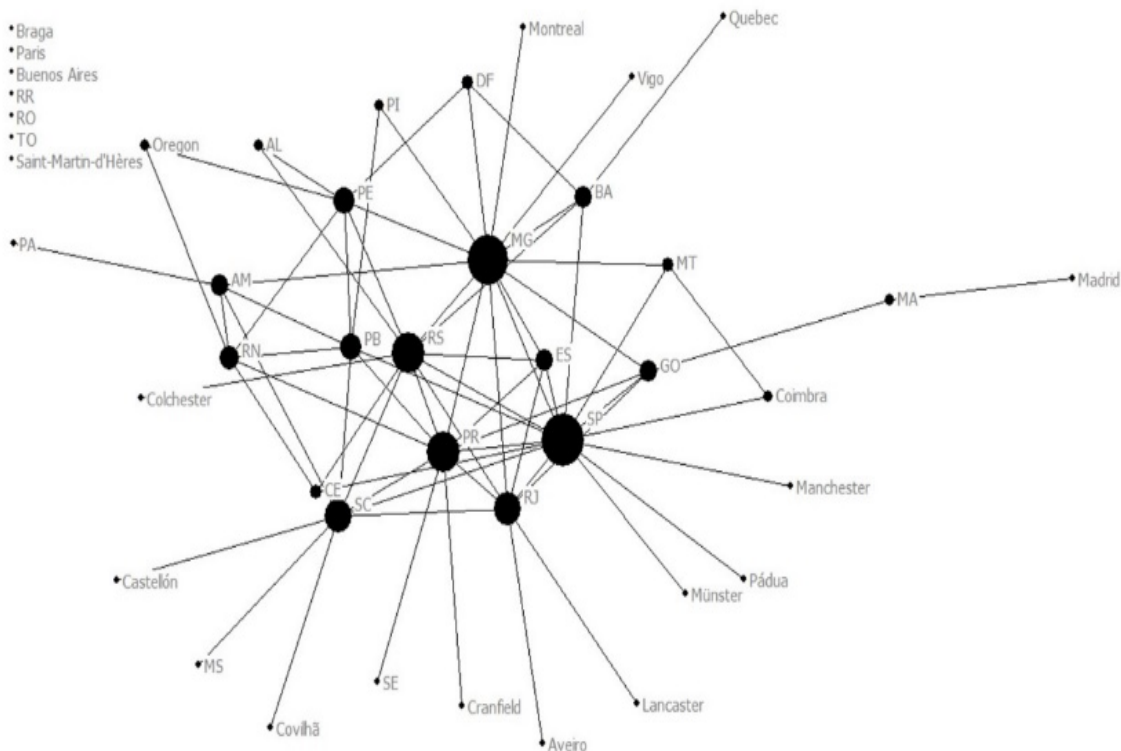 Braga
Paris
Buenos Aires
RR
RO
TO
Saint-Martin-d'Hères
Quebec
Montreal
Vigo
DF
PI
Oregon
AL
PE
BA
PA
MG
MT
AM
Madrid
MA
RN
PB
RS
ES
GO
Colchester
Coimbra
SP
PR
Manchester
CE
SC
RJ
Castellón
Pádua
Münster
MS
SE
Cranfield
Lancaster
Covilhã
Aveiro